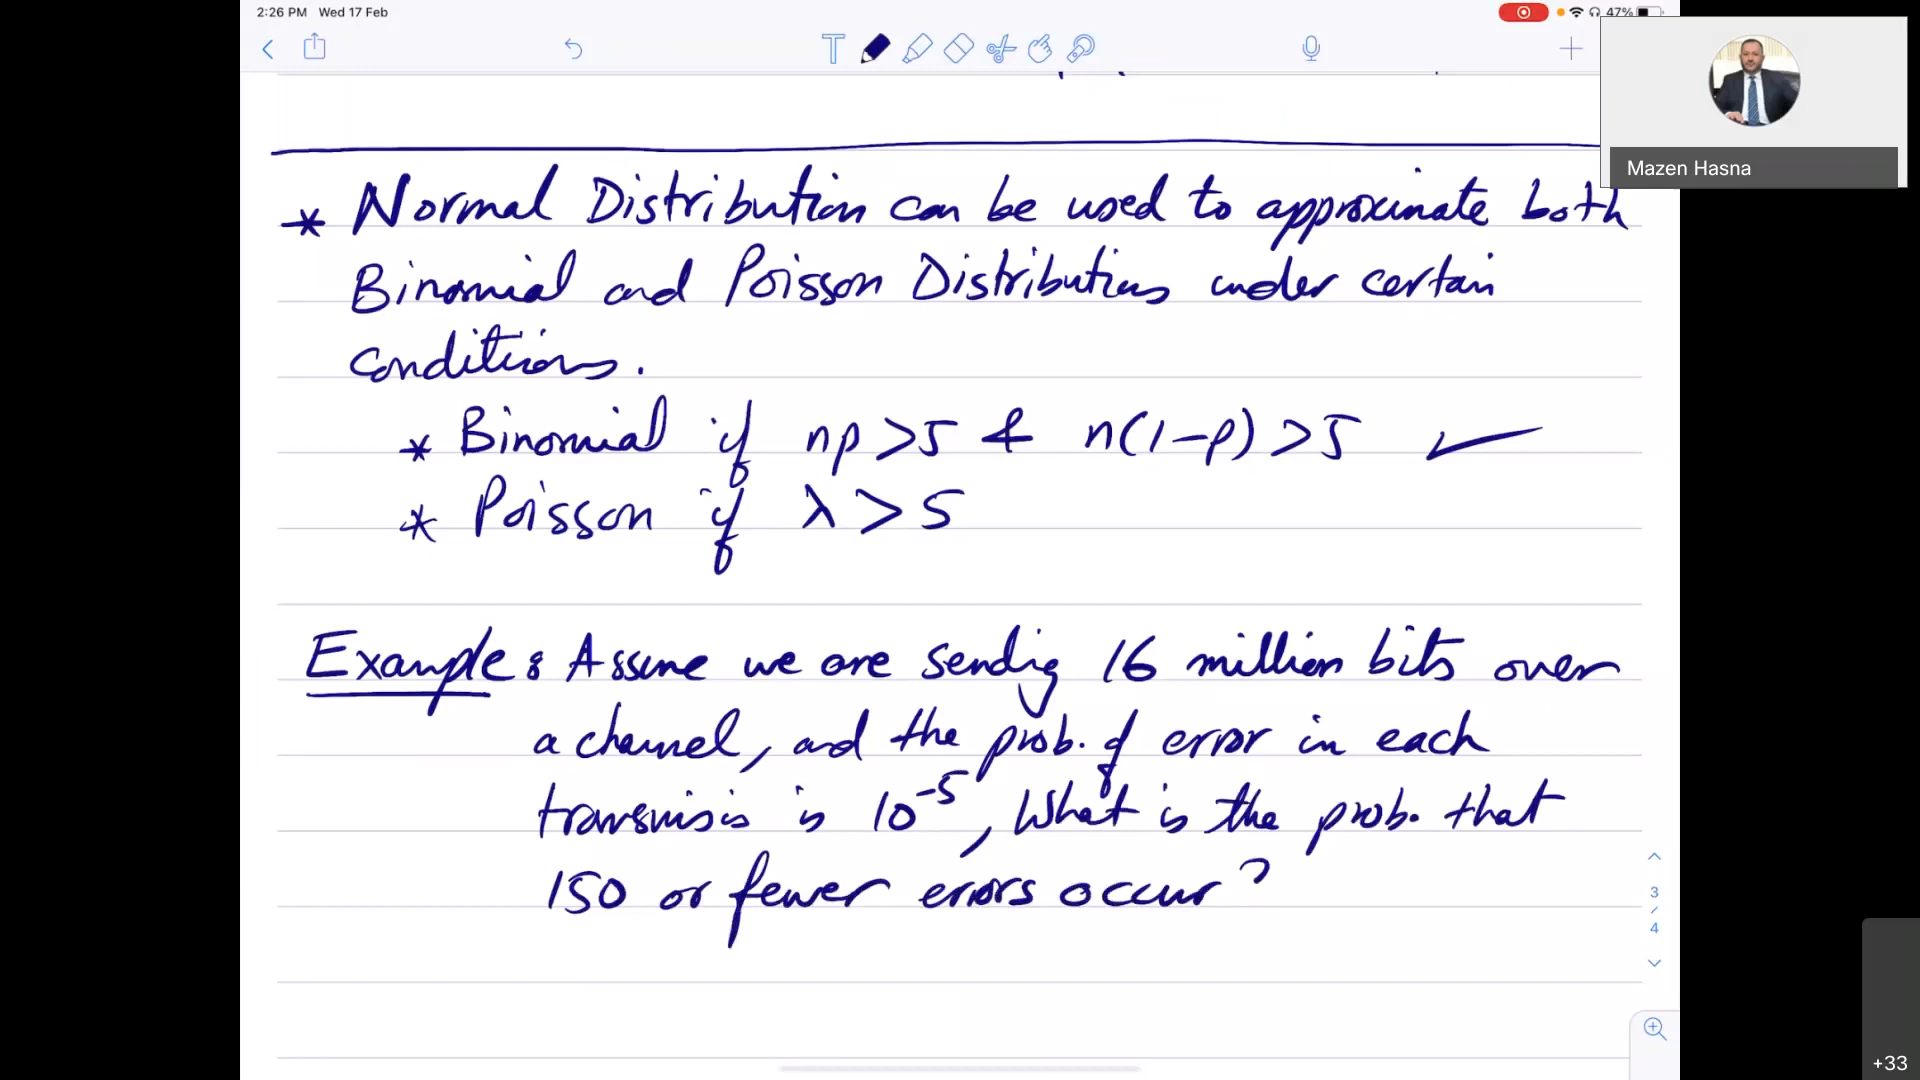 2:26 PM Wed 17 Feb
47%
Mazen Hasna
* Normal Distribution can be used to approximate both
Binomial and Poisson Distributions under certain
conditions.
* Binomial if np > 5 & n(1-p) > 5 ✓
* Poisson if λ > 5
Example : Assume we are sending 16 million bits over
a channel, and the prob. of error in each
transmission is 10⁻⁵, What is the prob. that
150 or fewer errors occur?
3
/
4
+33